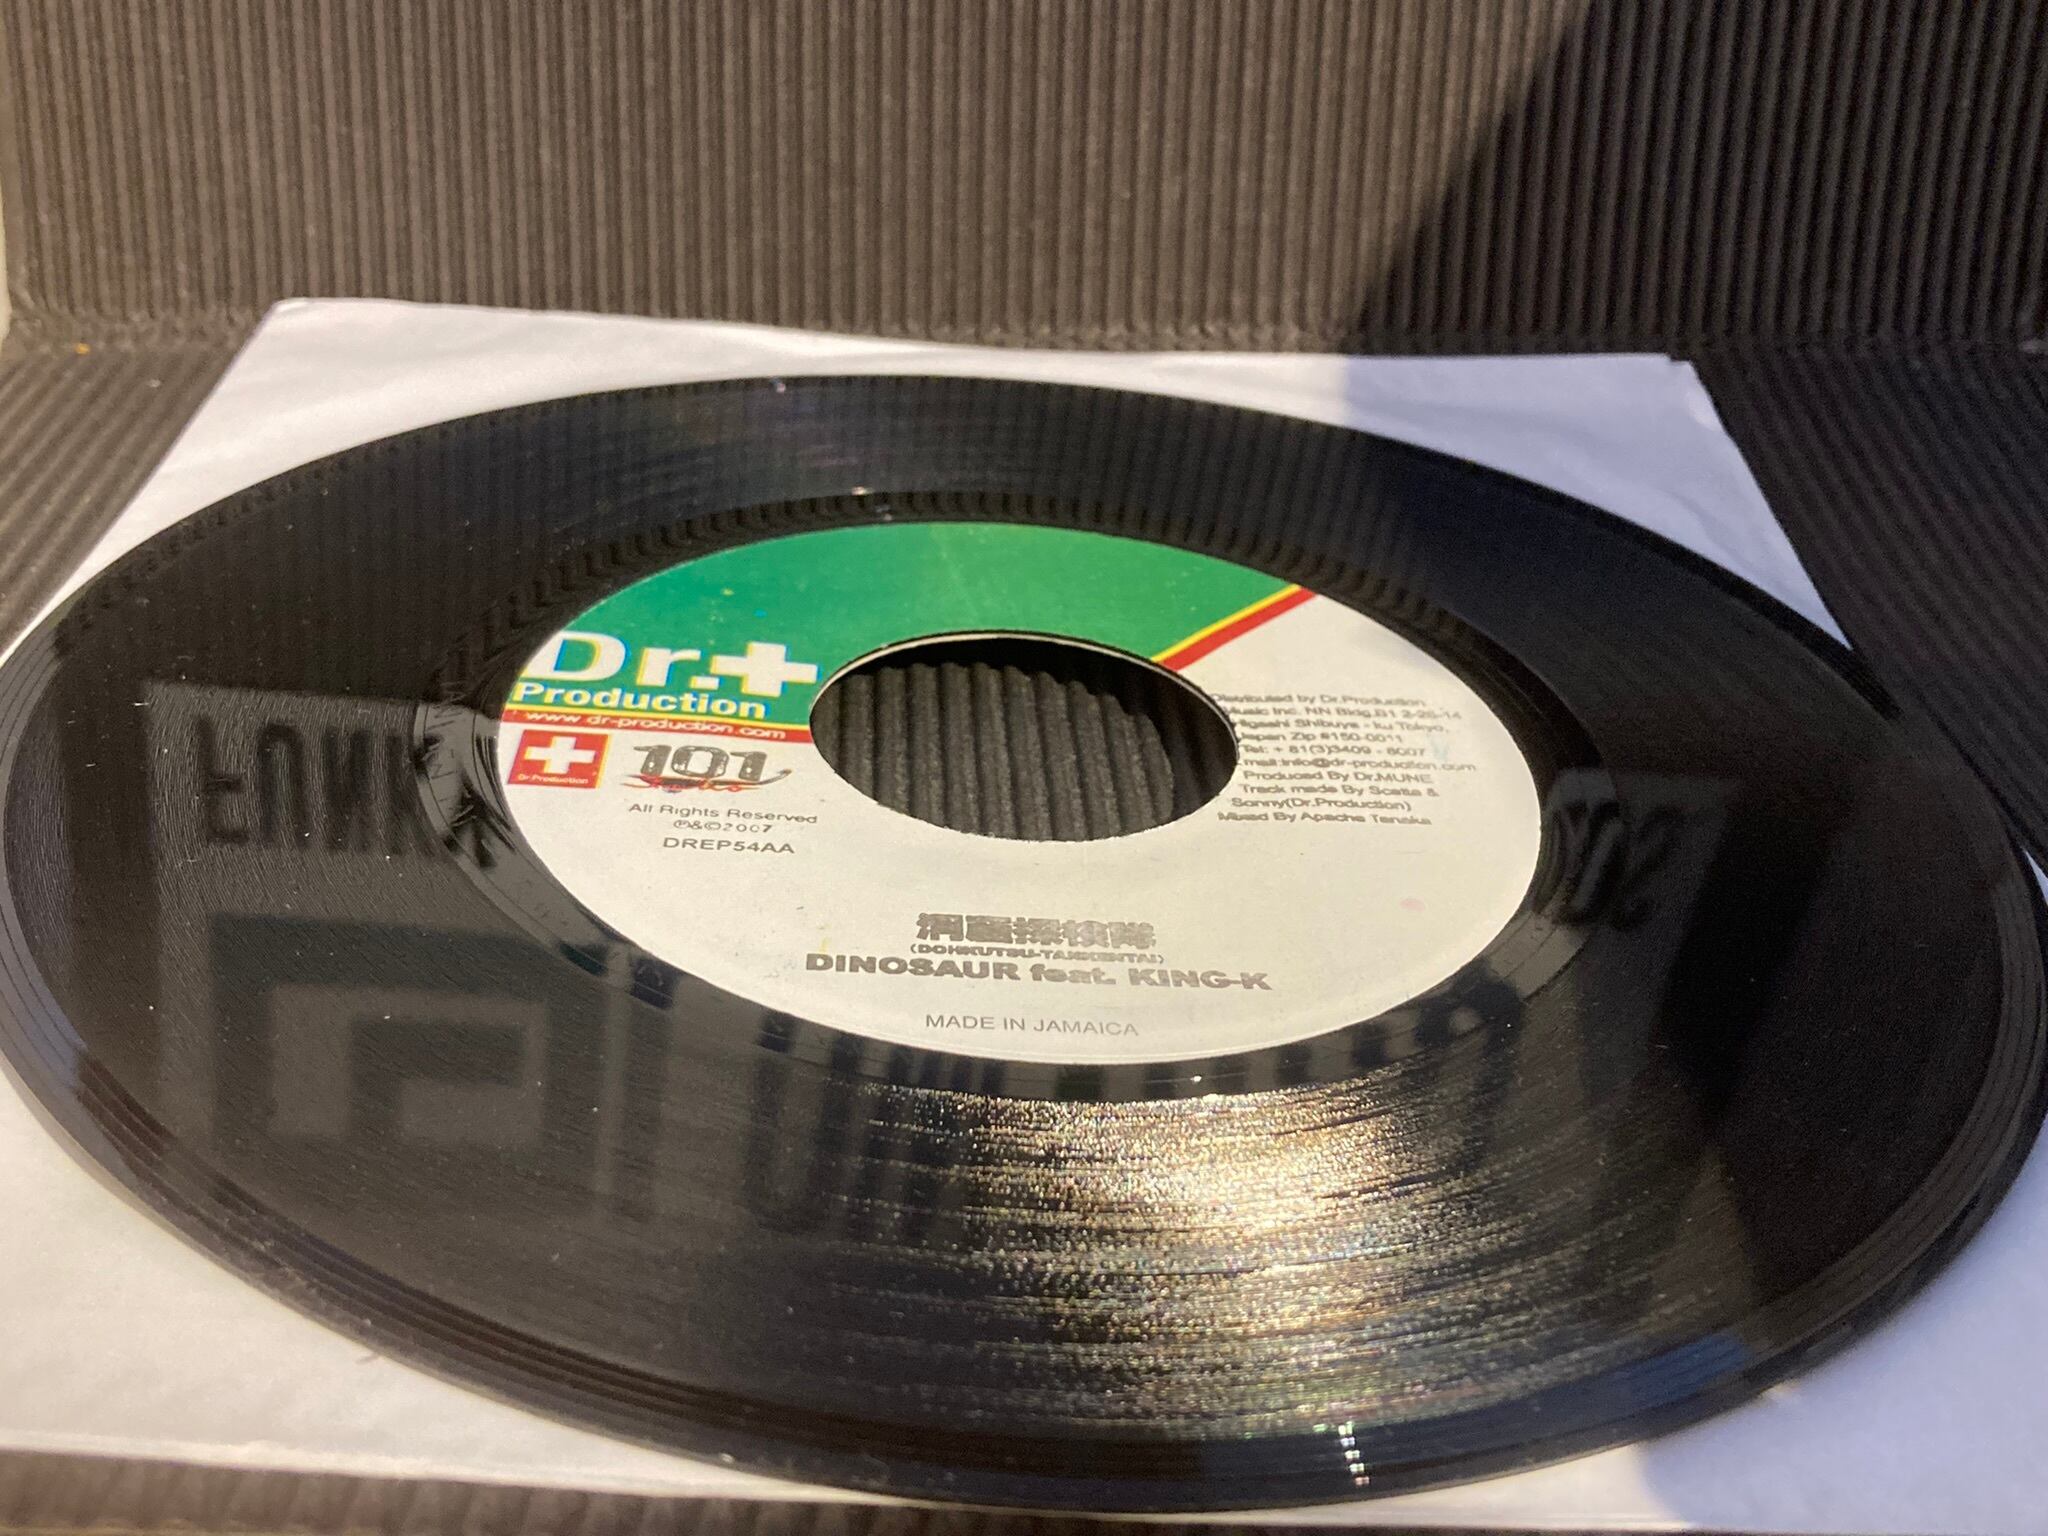 Dr.
Production
www dr-production.com
Dr.Production
101
All Rights Reserved
℗&©2007
DREP54AA
Distributed by Dr.Production
Music Inc. NN Bldg.B1 2-26-14
Higashi Shibuya - ku Tokyo,
Japan Zip #150-0011
Tel: + 81(3)3409 - 8007
mail:info@dr-production.com
Produced By Dr.MUNE
Track made By Scatta &
Sonny(Dr.Production)
Mixed By Apache Tanaka
洞窟探検隊
(DOHKUTSU-TANKENTAI)
DINOSAUR feat. KING-K
MADE IN JAMAICA